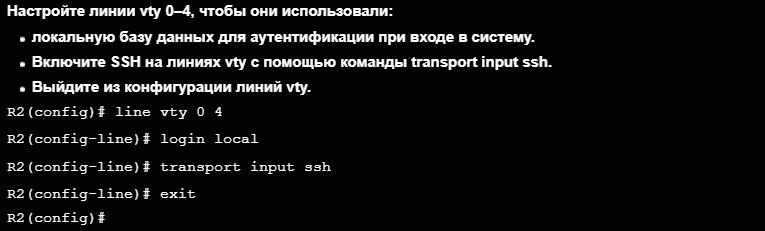 Настройте линии vty 0–4, чтобы они использовали:
• локальную базу данных для аутентификации при входе в систему.
• Включите SSH на линиях vty с помощью команды transport input ssh.
• Выйдите из конфигурации линий vty.
R2(config)# line vty 0 4
R2(config-line)# login local
R2(config-line)# transport input ssh
R2(config-line)# exit
R2(config)#